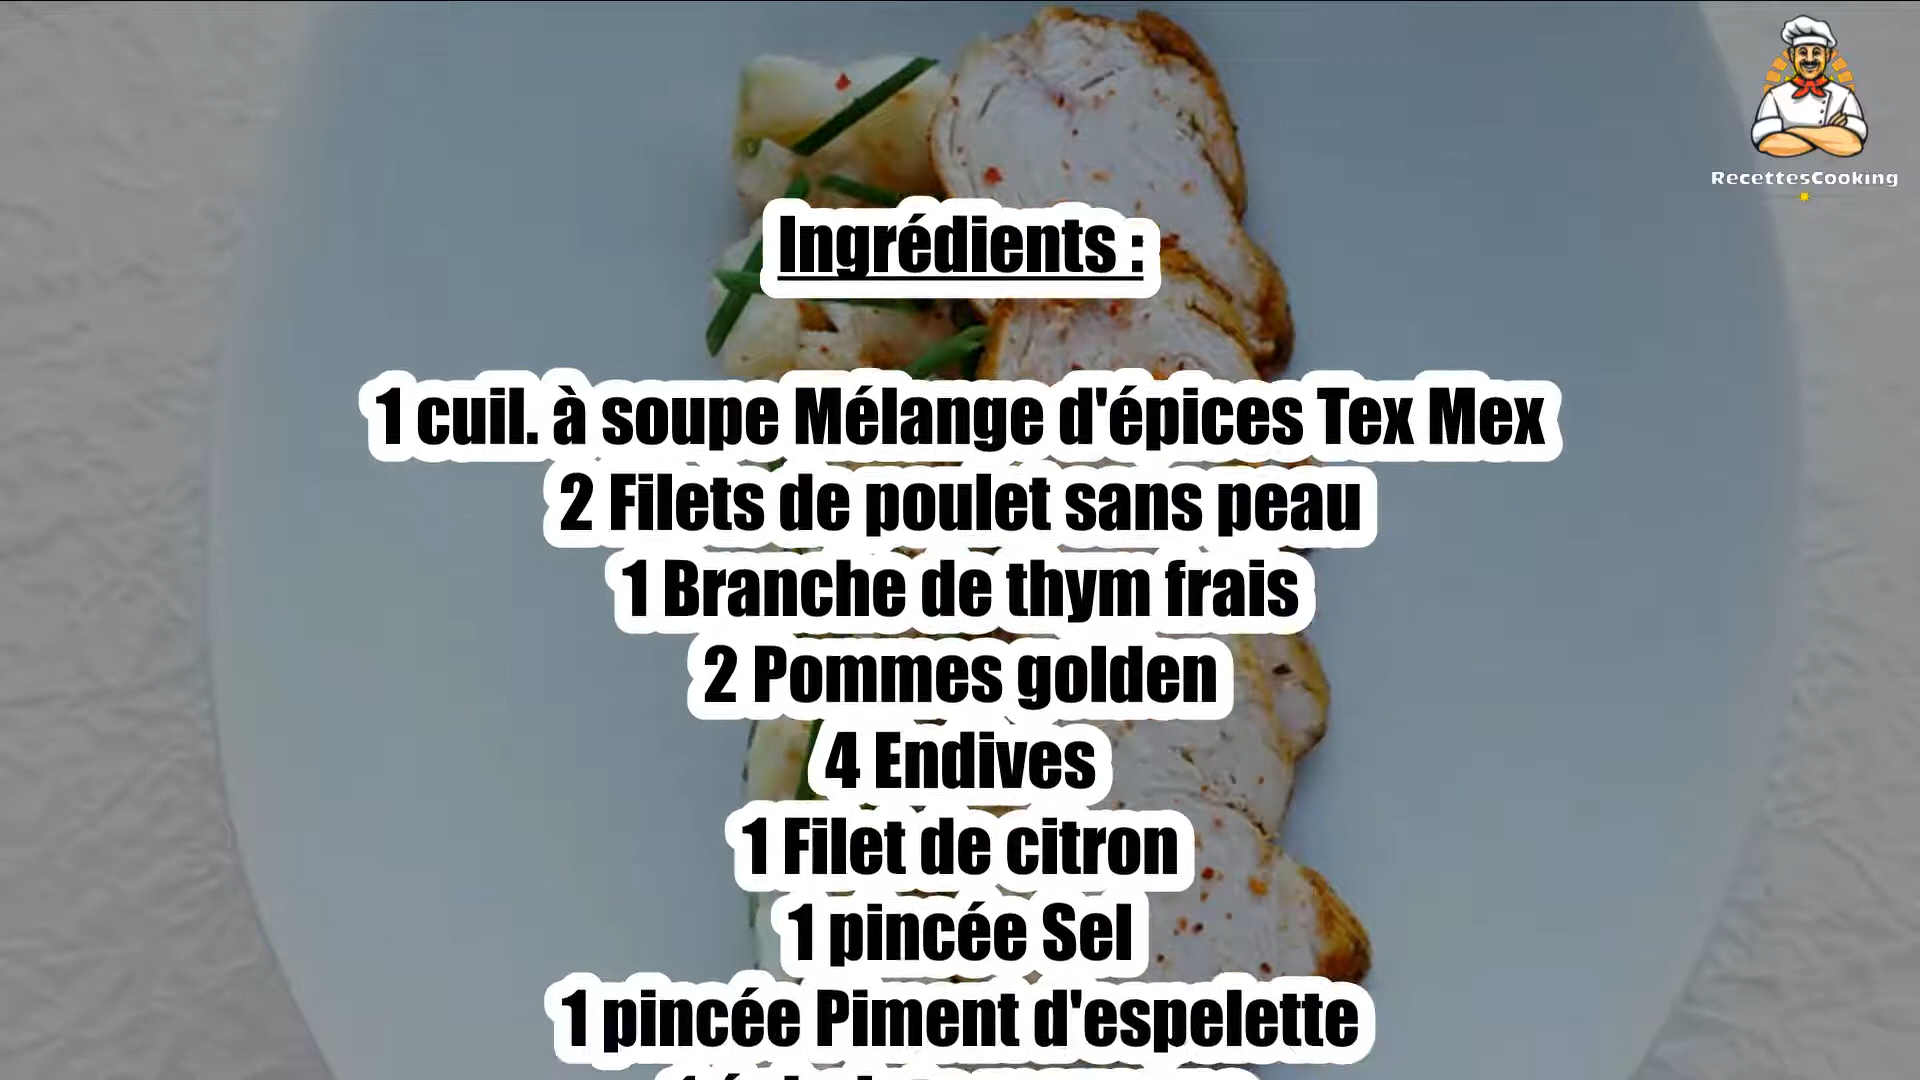 RecettesCooking
Ingrédients :
1 cuil. à soupe Mélange d'épices Tex Mex
2 Filets de poulet sans peau
1 Branche de thym frais
2 Pommes golden
4 Endives
1 Filet de citron
1 pincée Sel
1 pincée Piment d'espelette